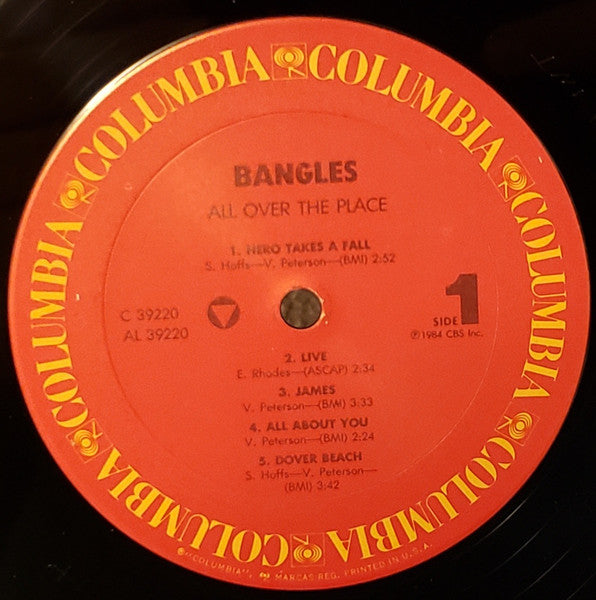 COLUMBIA COLUMBIA COLUMBIA COLUMBIA COLUMBIA COLUMBIA
BANGLES
ALL OVER THE PLACE
1. HERO TAKES A FALL
S. Hoffs—V. Peterson—(BMI) 2:52
C 39220
AL 39220
SIDE 1
℗1984 CBS Inc.
2. LIVE
E. Rhodes—(ASCAP) 2:34
3. JAMES
V. Peterson—(BMI) 3:33
4. ALL ABOUT YOU
V. Peterson—(BMI) 2:24
5. DOVER BEACH
S. Hoffs—V. Peterson—
(BMI) 3:42
®"COLUMBIA", MARCAS REG. PRINTED IN U.S.A.